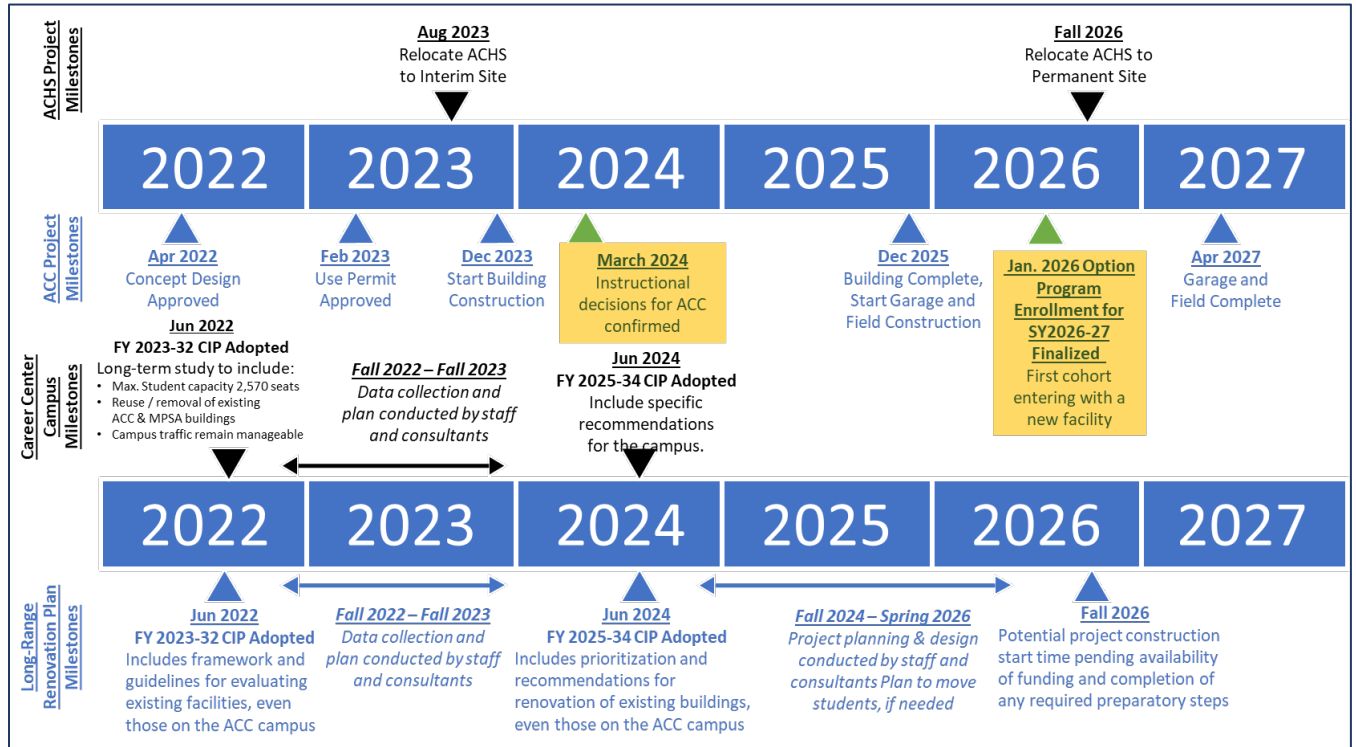 ACHS Project
Milestones
Aug 2023
Relocate ACHS
to Interim Site
Fall 2026
Relocate ACHS to
Permanent Site
2022
2023
2024
2025
2026
2027
ACC Project
Milestones
Apr 2022
Concept Design
Approved
Feb 2023
Use Permit
Approved
Dec 2023
Start Building
Construction
March 2024
Instructional
decisions for ACC
confirmed
Dec 2025
Building Complete,
Start Garage and
Field Construction
Jan. 2026 Option
Program
Enrollment for
SY2026-27
Finalized
First cohort
entering with a
new facility
Apr 2027
Garage and
Field Complete
Career Center
Campus
Milestones
Jun 2022
FY 2023-32 CIP Adopted
Long-term study to include:
• Max. Student capacity 2,570 seats
• Reuse / removal of existing
ACC & MPSA buildings
• Campus traffic remain manageable
Fall 2022 – Fall 2023
Data collection and
plan conducted by staff
and consultants
Jun 2024
FY 2025-34 CIP Adopted
Include specific
recommendations
for the campus.
2022
2023
2024
2025
2026
2027
Long-Range
Renovation Plan
Milestones
Jun 2022
FY 2023-32 CIP Adopted
Includes framework and
guidelines for evaluating
existing facilities, even
those on the ACC campus
Fall 2022 – Fall 2023
Data collection and
plan conducted by staff
and consultants
Jun 2024
FY 2025-34 CIP Adopted
Includes prioritization and
recommendations for
renovation of existing buildings,
even those on the ACC campus
Fall 2024 – Spring 2026
Project planning & design
conducted by staff and
consultants Plan to move
students, if needed
Fall 2026
Potential project construction
start time pending availability
of funding and completion of
any required preparatory steps